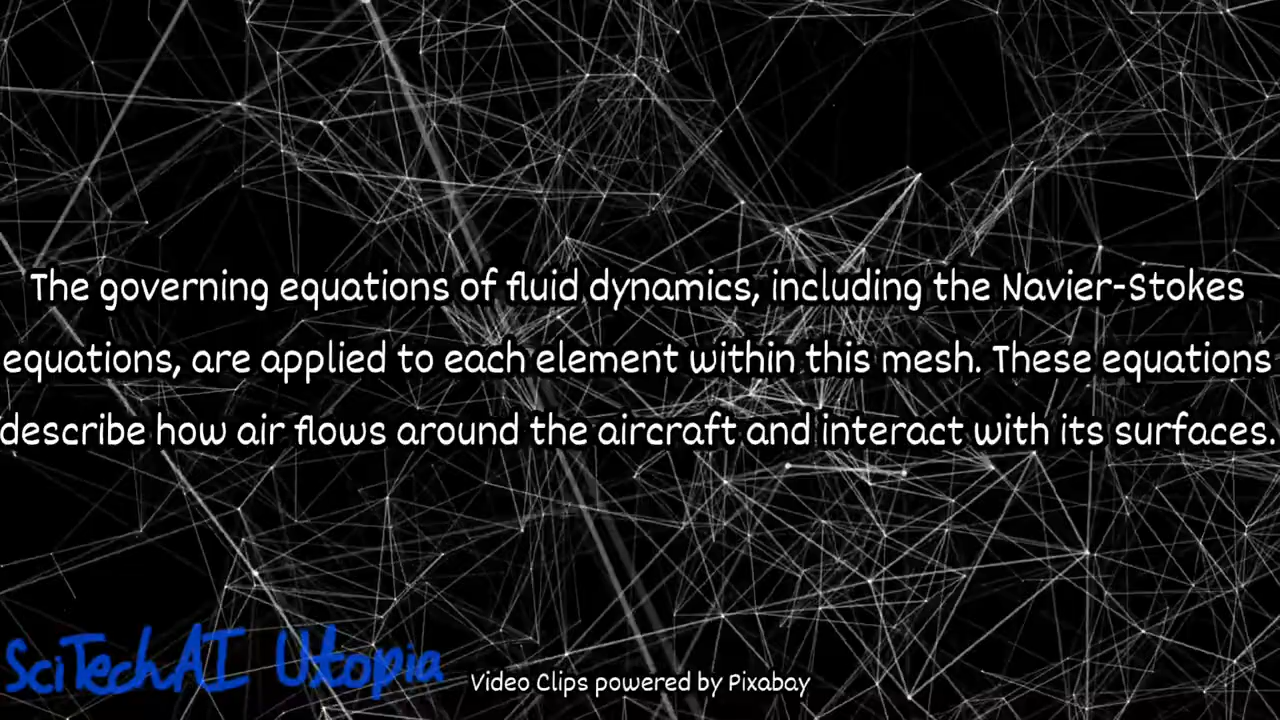 The governing equations of fluid dynamics, including the Navier-Stokes
equations, are applied to each element within this mesh. These equations
describe how air flows around the aircraft and interact with its surfaces.
SciTechAI Utopia
Video Clips powered by Pixabay